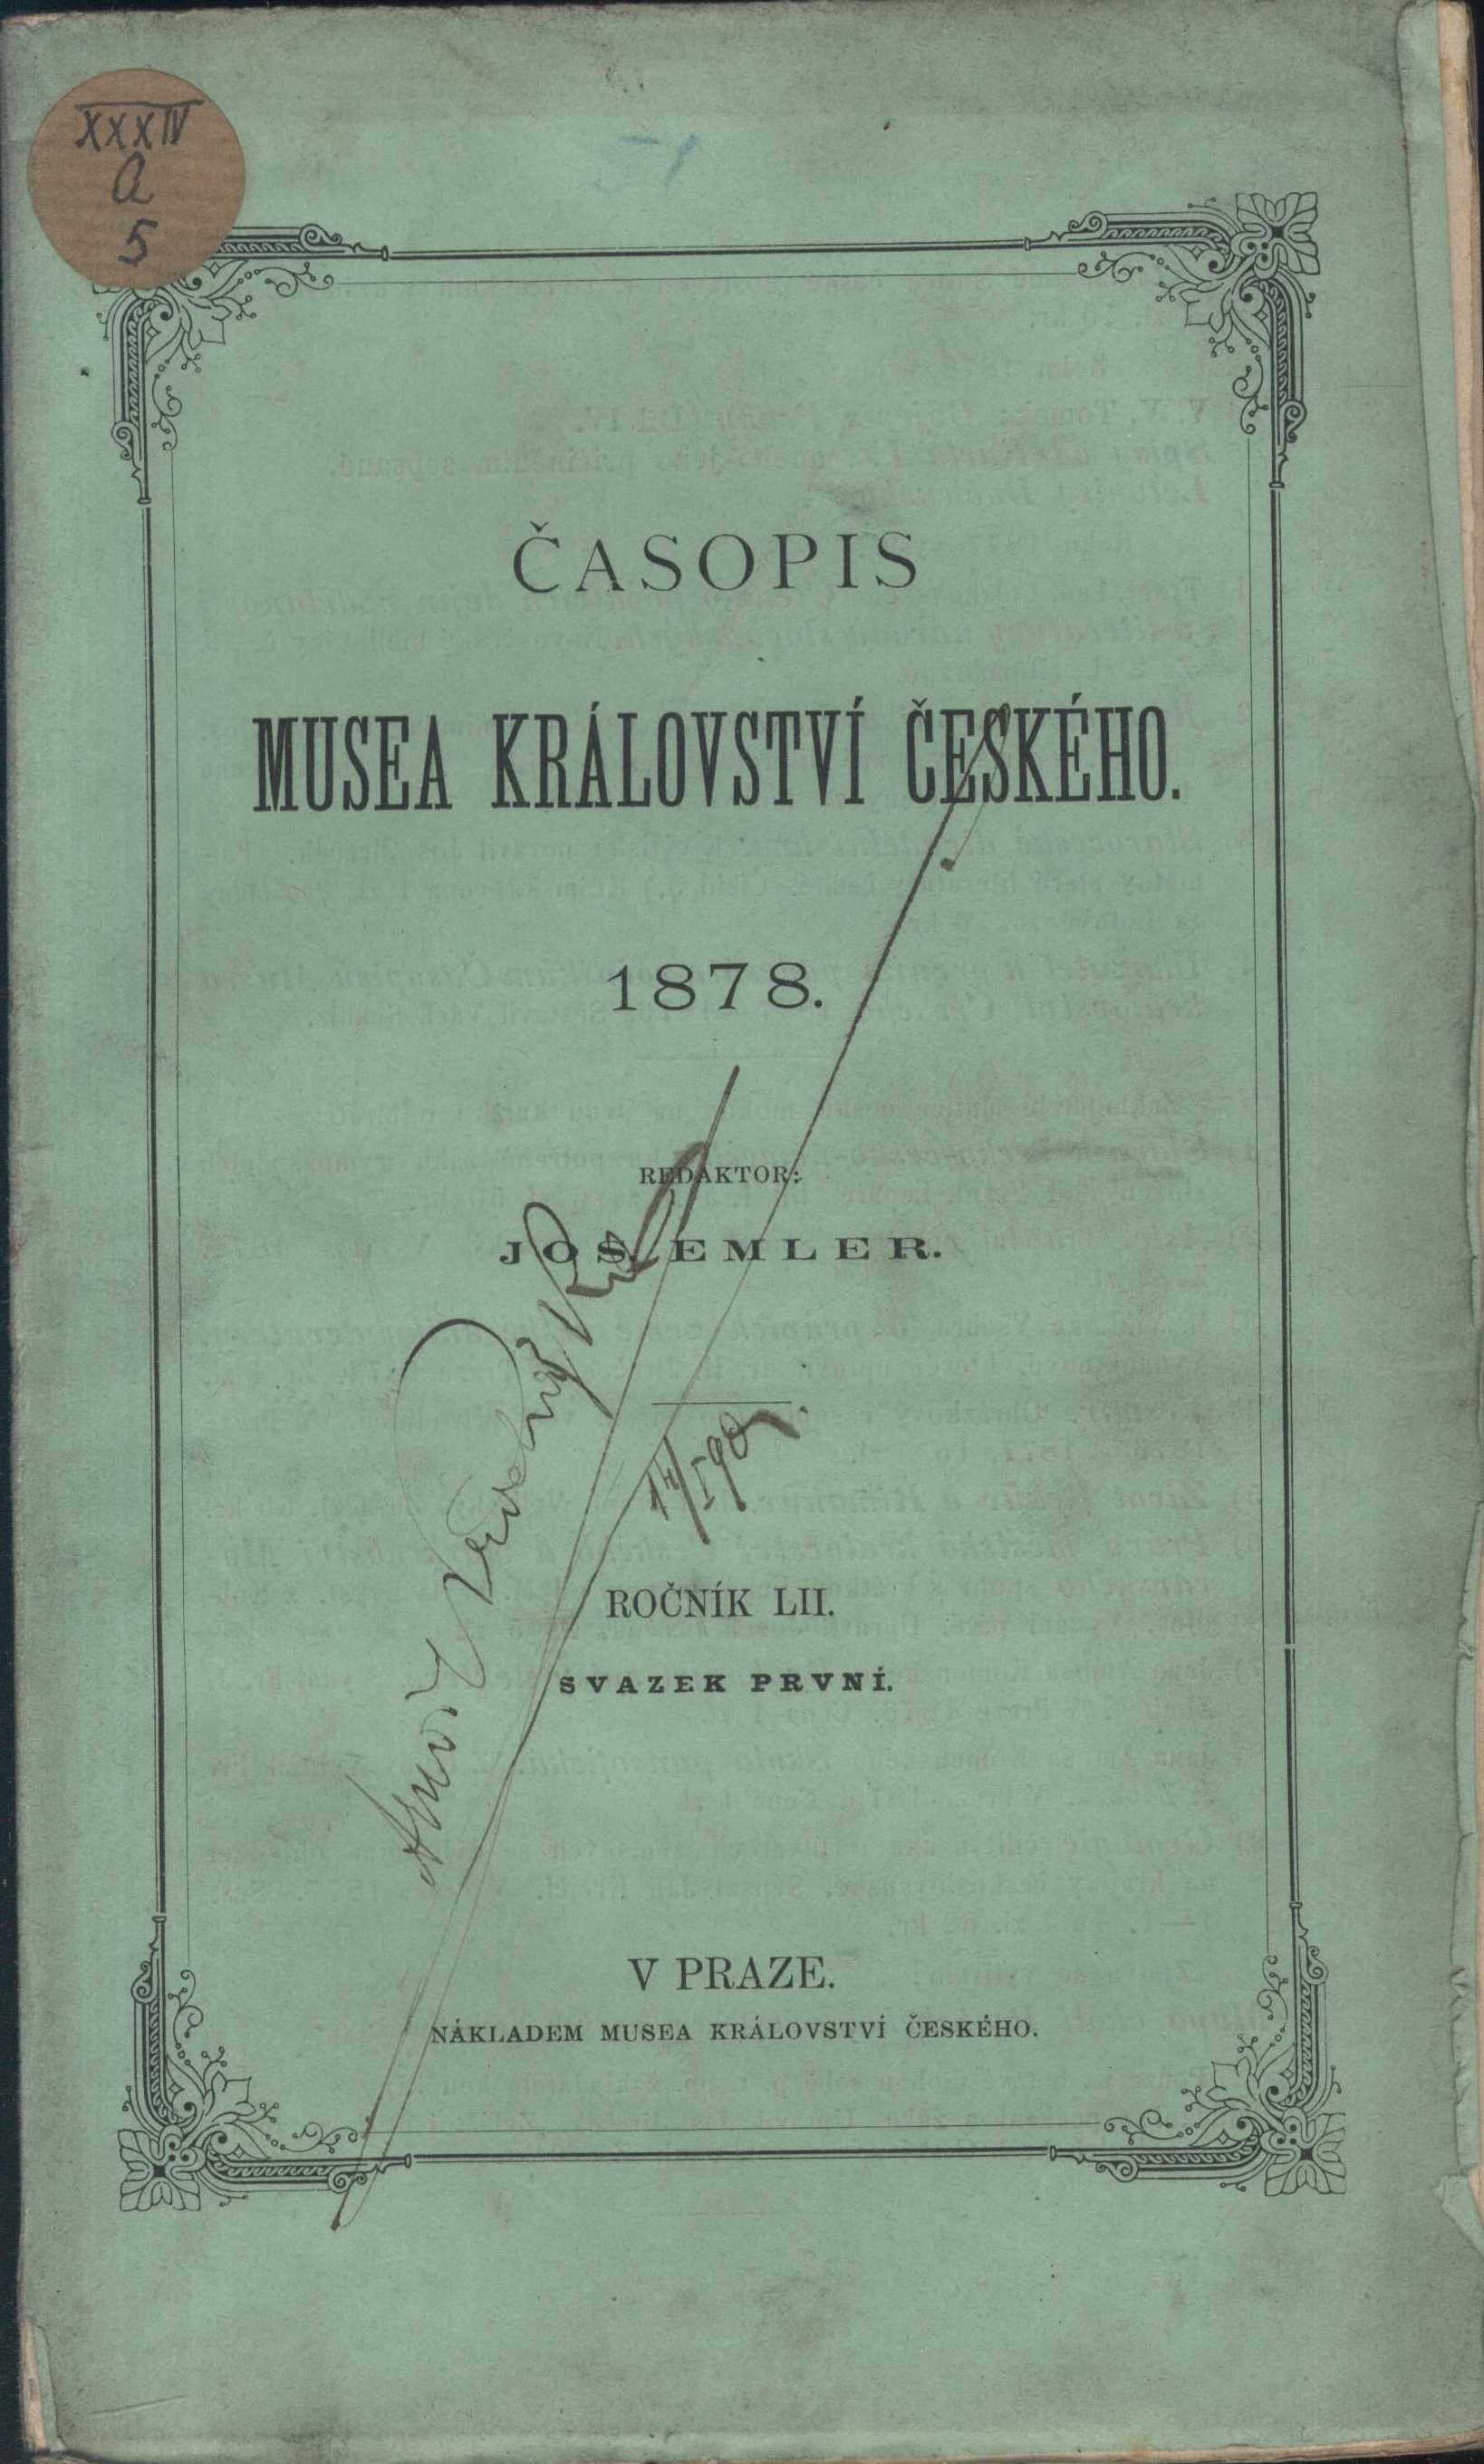 XXXIV
a
5
ČASOPIS
MUSEA KRÁLOVSTVÍ ČESKÉHO.
1878.
REDAKTOR:
JOS. EMLER.
ROČNÍK LII.
SVAZEK PRVNÍ.
V PRAZE.
NÁKLADEM MUSEA KRÁLOVSTVÍ ČESKÉHO.